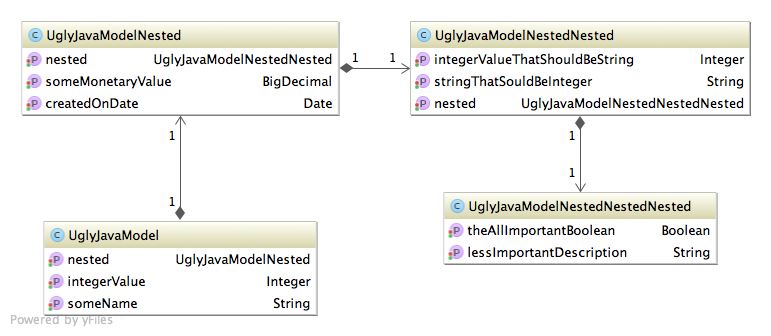 C UglyJavaModelNested
P nested UglyJavaModelNestedNested
P someMonetaryValue BigDecimal
P createdOnDate Date
1 1
C UglyJavaModelNestedNested
P integerValueThatShouldBeString Integer
P stringThatSouldBeInteger String
P nested UglyJavaModelNestedNestedNested
1
1
1
1
C UglyJavaModel
P nested UglyJavaModelNested
P integerValue Integer
P someName String
C UglyJavaModelNestedNestedNested
P theAllImportantBoolean Boolean
P lessImportantDescription String
Powered by yFiles